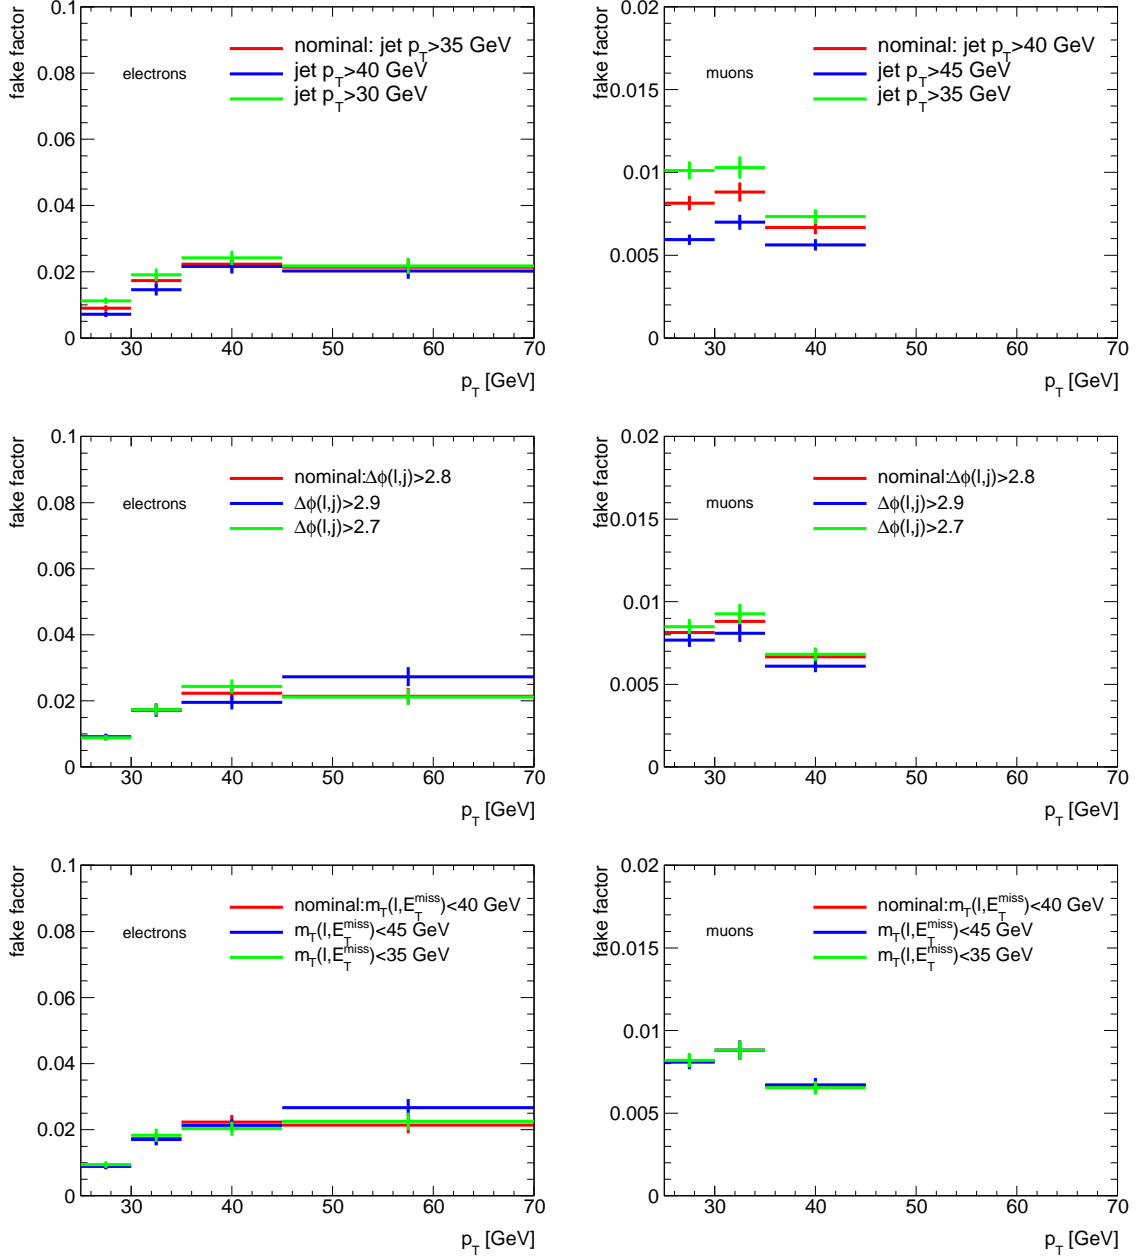 fake factor
0.1
0.08
0.06
0.04
0.02
0
electrons
nominal: jet p_T>35 GeV
jet p_T>40 GeV
jet p_T>30 GeV
30 40 50 60 70
p_T [GeV]
fake factor
0.02
0.015
0.01
0.005
0
muons
nominal: jet p_T>40 GeV
jet p_T>45 GeV
jet p_T>35 GeV
30 40 50 60 70
p_T [GeV]
fake factor
0.1
0.08
0.06
0.04
0.02
0
electrons
nominal:Δϕ(l,j)>2.8
Δϕ(l,j)>2.9
Δϕ(l,j)>2.7
30 40 50 60 70
p_T [GeV]
fake factor
0.02
0.015
0.01
0.005
0
muons
nominal:Δϕ(l,j)>2.8
Δϕ(l,j)>2.9
Δϕ(l,j)>2.7
30 40 50 60 70
p_T [GeV]
fake factor
0.1
0.08
0.06
0.04
0.02
0
electrons
nominal:m_T(l,E_T^miss)<40 GeV
m_T(l,E_T^miss)<45 GeV
m_T(l,E_T^miss)<35 GeV
30 40 50 60 70
p_T [GeV]
fake factor
0.02
0.015
0.01
0.005
0
muons
nominal:m_T(l,E_T^miss)<40 GeV
m_T(l,E_T^miss)<45 GeV
m_T(l,E_T^miss)<35 GeV
30 40 50 60 70
p_T [GeV]